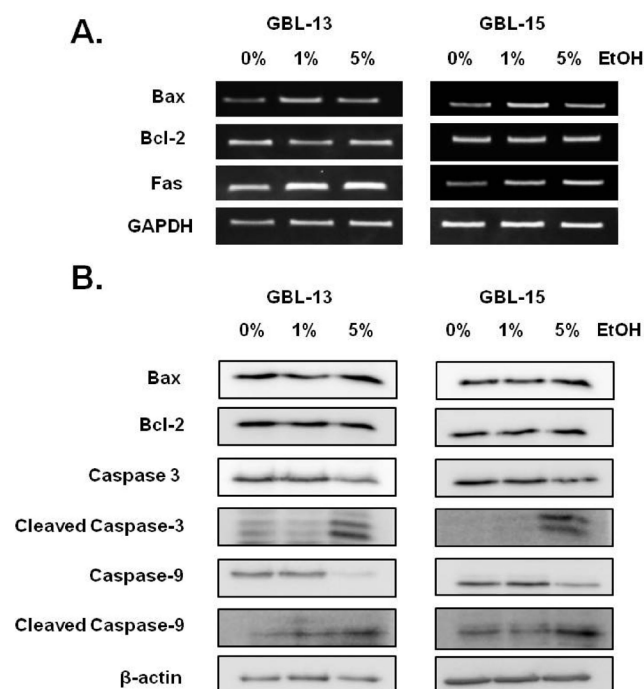 A.
GBL-13 GBL-15
0% 1% 5% 0% 1% 5% EtOH
Bax
Bcl-2
Fas
GAPDH
B.
GBL-13 GBL-15
0% 1% 5% 0% 1% 5% EtOH
Bax
Bcl-2
Caspase 3
Cleaved Caspase-3
Caspase-9
Cleaved Caspase-9
β-actin